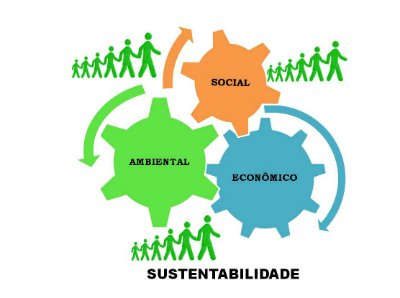 SOCIAL
AMBIENTAL
ECONÔMICO
SUSTENTABILIDADE